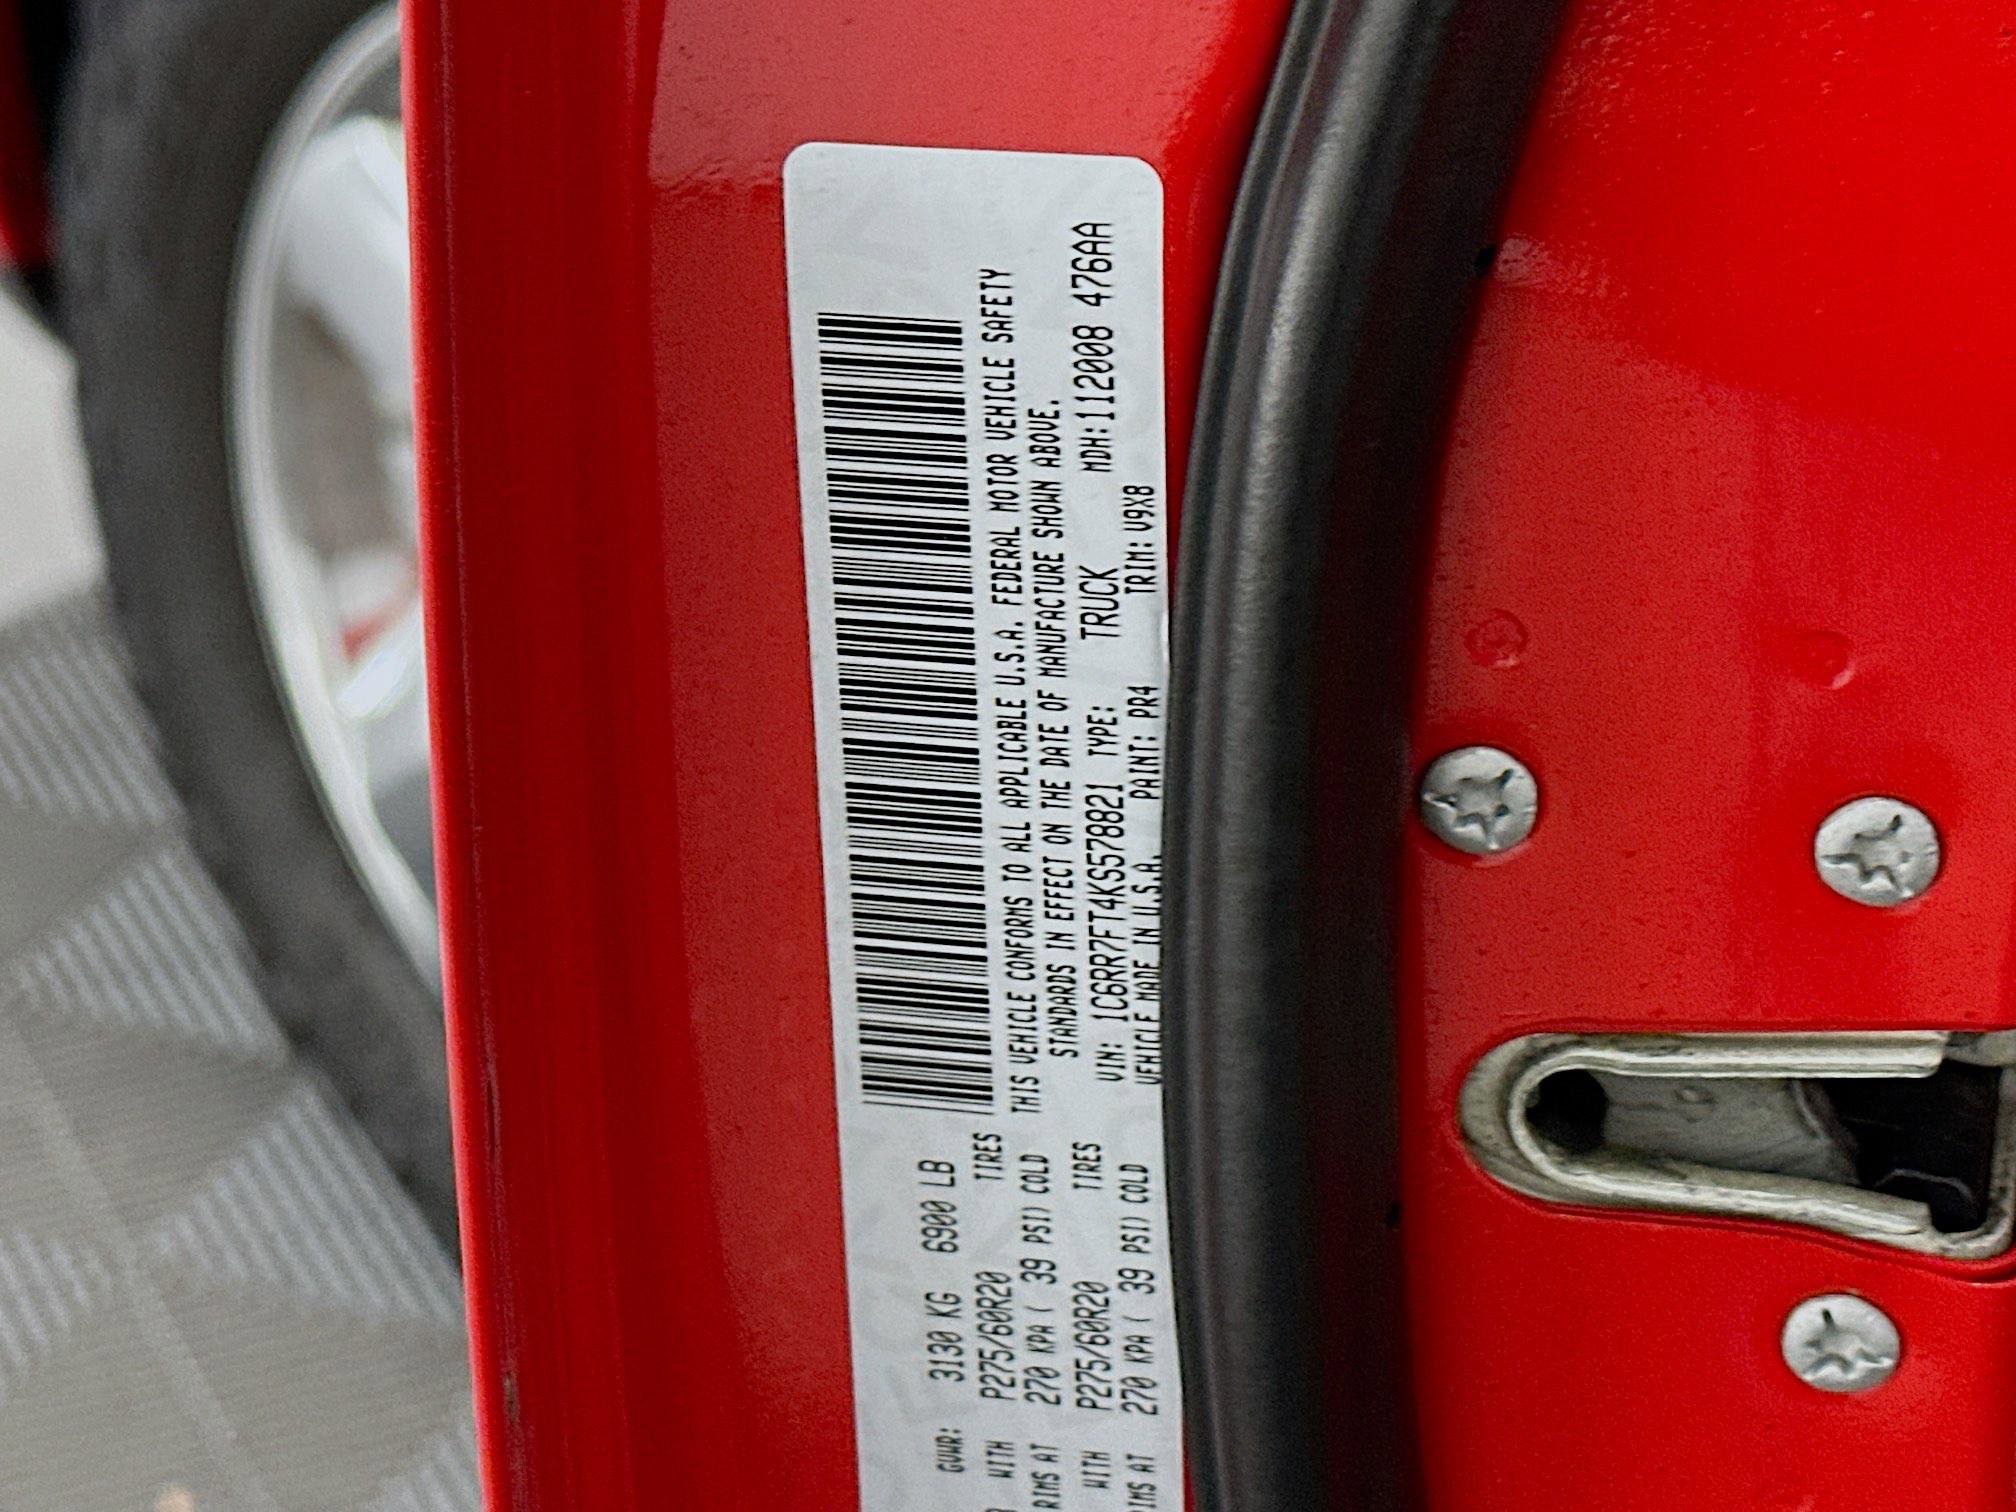 GVWR: 3130 KG 6900 LB
WITH P275/60R20 TIRES
RIMS AT 270 KPA ( 39 PSI) COLD
WITH P275/60R20 TIRES
AT 270 KPA ( 39 PSI) COLD
THIS VEHICLE CONFORMS TO ALL APPLICABLE U.S.A. FEDERAL MOTOR VEHICLE SAFETY
STANDARDS IN EFFECT ON THE DATE OF MANUFACTURE SHOWN ABOVE.
VIN: 1C6RR7FT4KS578821 TYPE: TRUCK MDH:112008 476AA
VEHICLE MADE IN U.S.A. PAINT: PR4 TRIM: V9X8